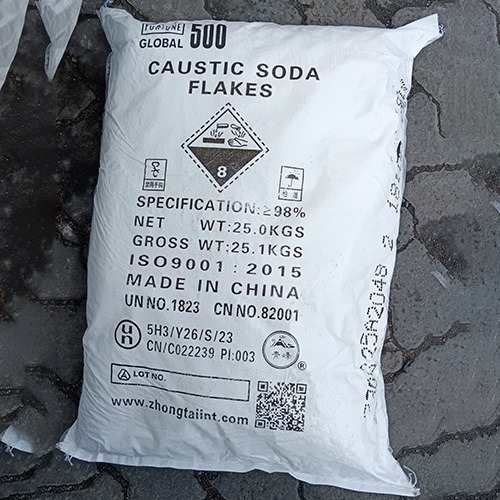 FORTUNE
GLOBAL 500
CAUSTIC SODA
FLAKES
8
SPECIFICATION:≥98%
NET WT:25.0KGS
GROSS WT:25.1KGS
ISO9001:2015
MADE IN CHINA
UN NO.1823 CN NO.82001
un
5H3/Y26/S/23
CN/C022239 PI:003
®
LOT NO.
www.zhongtaiint.com